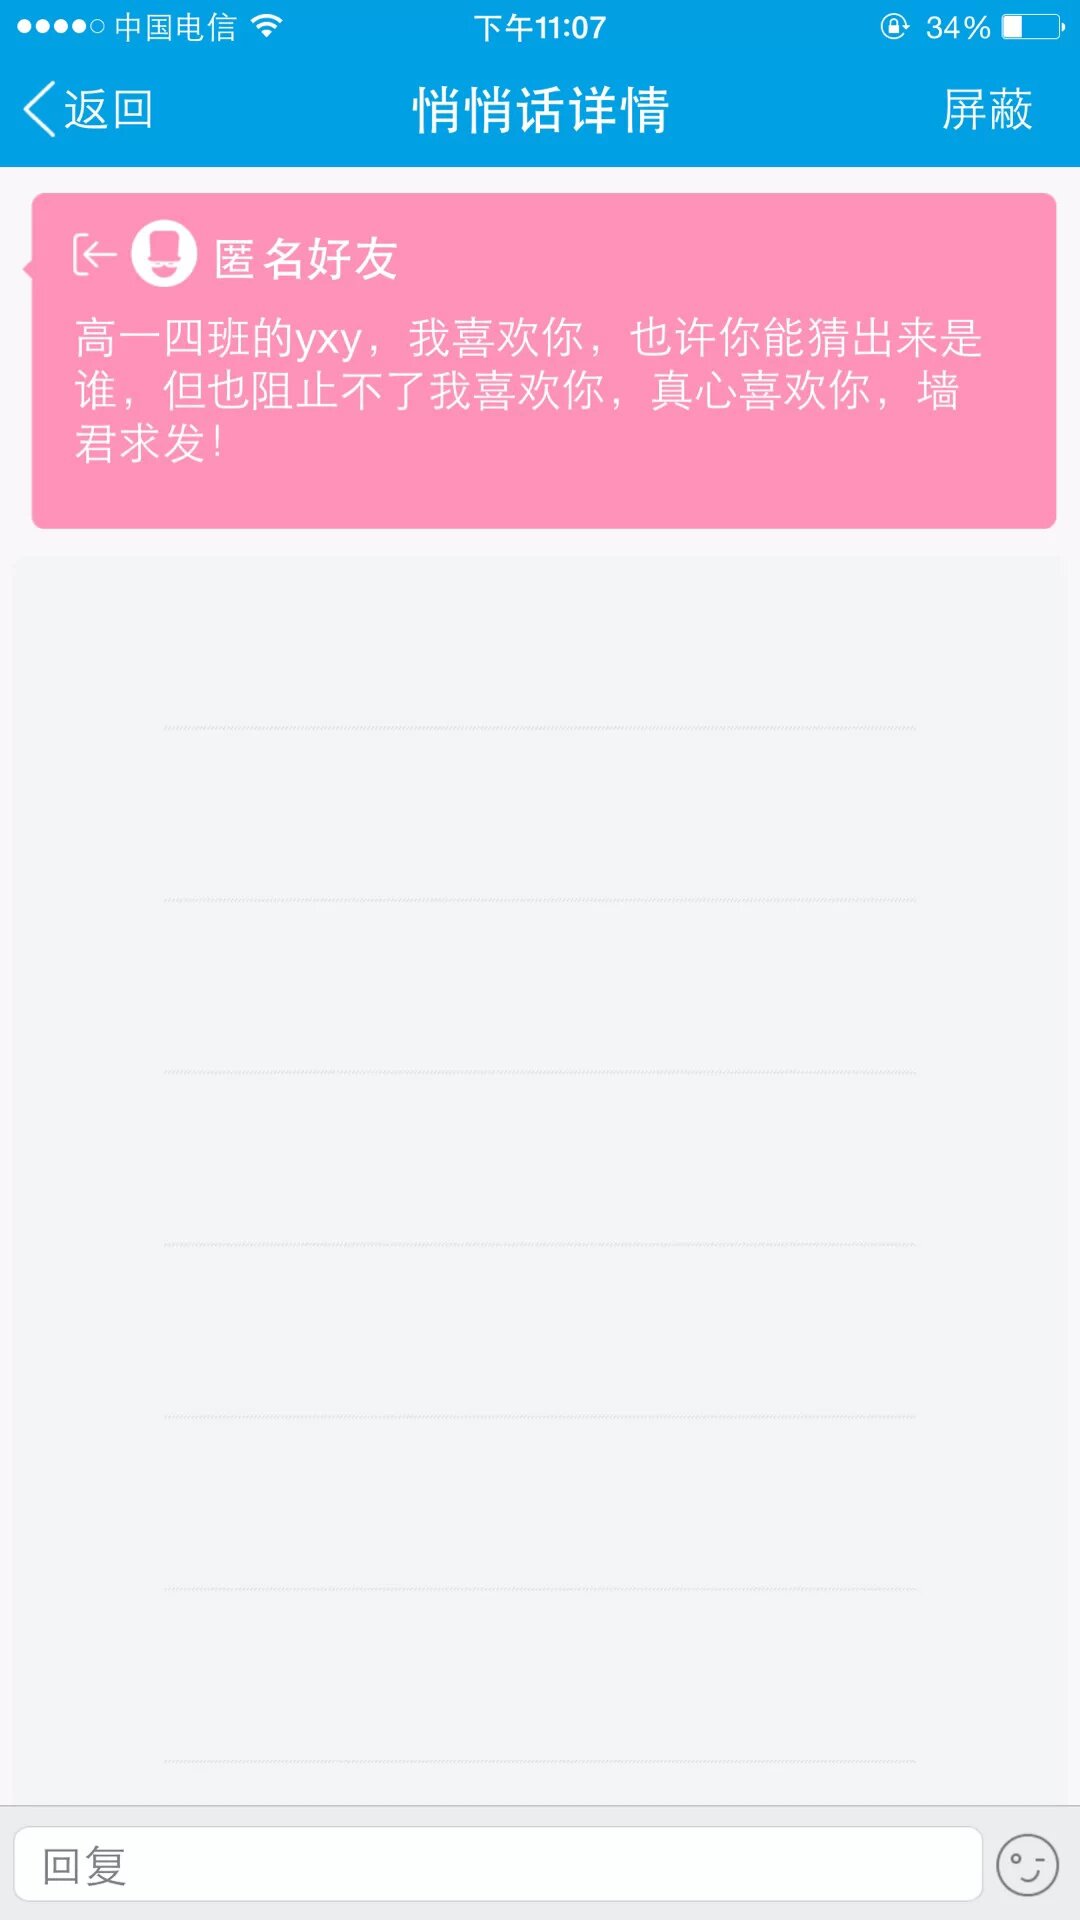 中国电信 下午11:07 34%
返回 悄悄话详情 屏蔽
匿名好友
高一四班的yxy，我喜欢你，也许你能猜出来是
谁，但也阻止不了我喜欢你，真心喜欢你，墙
君求发！
回复